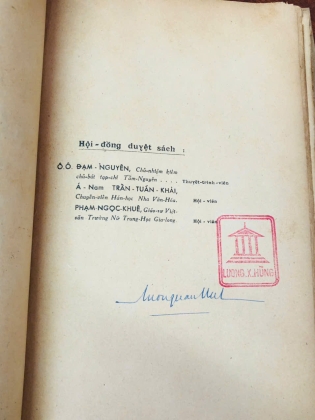 Hội-đồng duyệt sách :
Ô.Ô. ĐẠM - NGUYÊN, Chủ-nhiệm kiêm
chủ-bút tạp-chí Tầm-Nguyên . . . . Thuyết-trình-viên
Á - Nam TRẦN-TUẤN-KHẢI,
Chuyên-viên Hán-học Nha Văn-Hóa. Hội - viên
PHẠM-NGỌC-KHUÊ, Giáo-sư Việt-
văn Trường Nữ Trung-Học Gia-long. Hội - viên
LƯƠNG.X.HÙNG